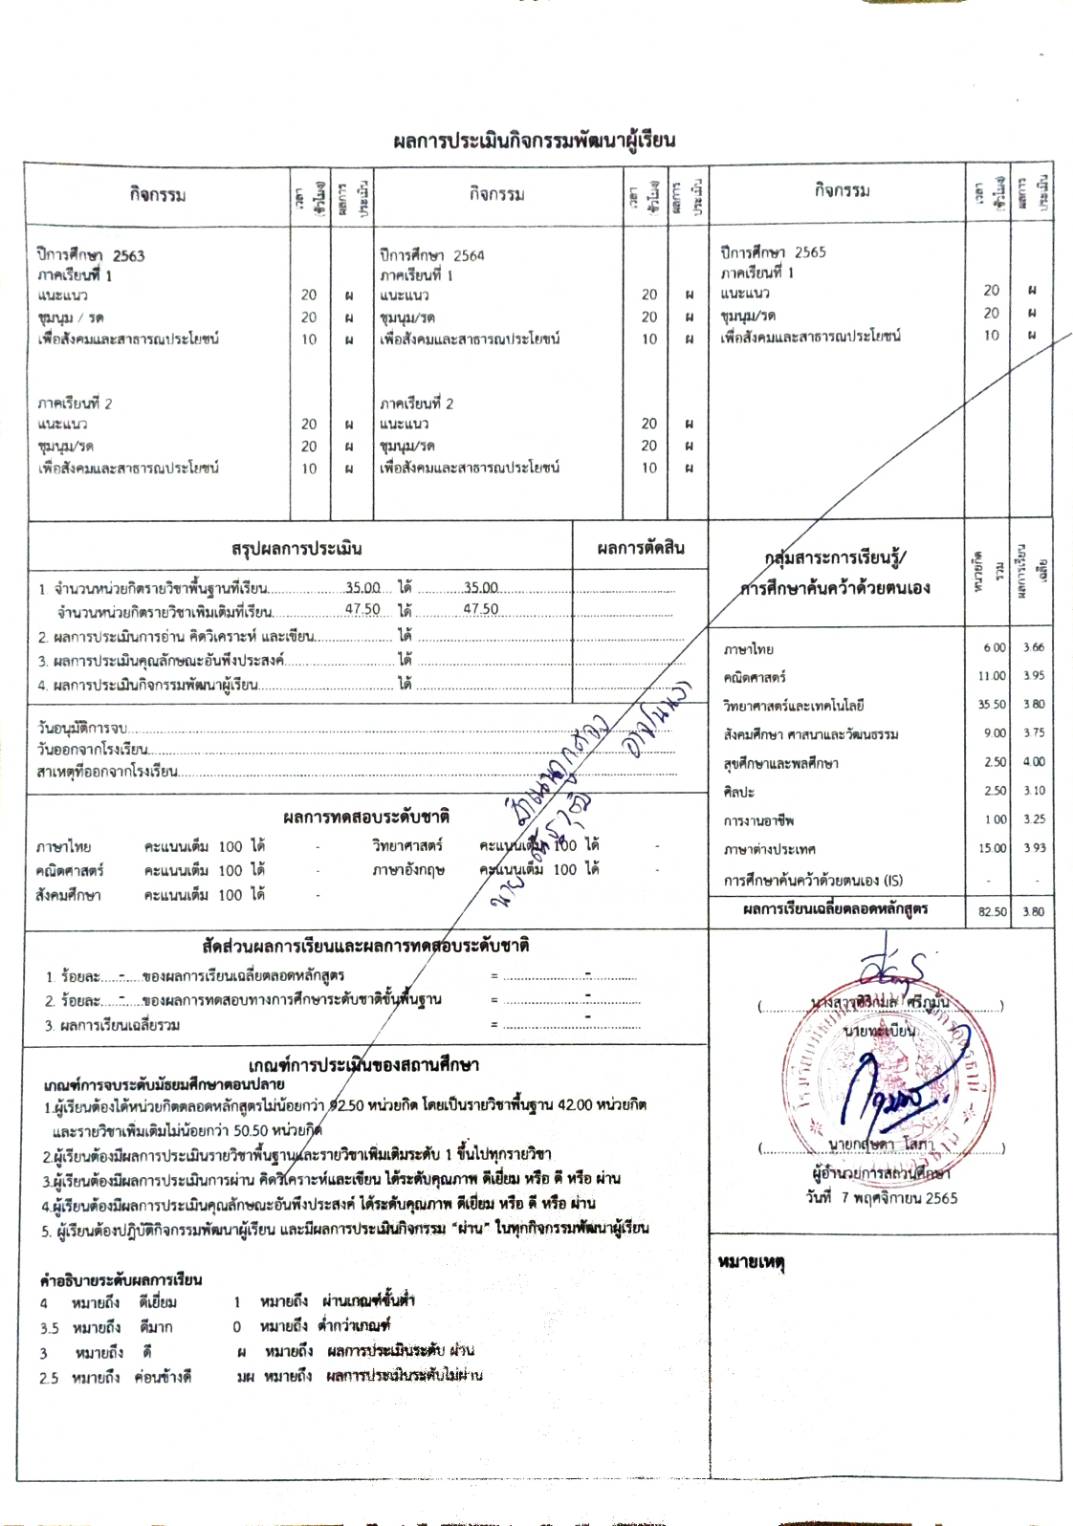 ผลการประเมินกิจกรรมพัฒนาผู้เรียน
กิจกรรม เวลา (ชั่วโมง) ผลการประเมิน กิจกรรม เวลา (ชั่วโมง) ผลการประเมิน กิจกรรม เวลา (ชั่วโมง) ผลการประเมิน
ปีการศึกษา 2563 ปีการศึกษา 2564 ปีการศึกษา 2565
ภาคเรียนที่ 1 ภาคเรียนที่ 1 ภาคเรียนที่ 1
แนะแนว 20 ผ แนะแนว 20 ผ แนะแนว 20 ผ
ชุมนุม / รด 20 ผ ชุมนุม/รด 20 ผ ชุมนุม/รด 20 ผ
เพื่อสังคมและสาธารณประโยชน์ 10 ผ เพื่อสังคมและสาธารณประโยชน์ 10 ผ เพื่อสังคมและสาธารณประโยชน์ 10 ผ
ภาคเรียนที่ 2 ภาคเรียนที่ 2
แนะแนว 20 ผ แนะแนว 20 ผ
ชุมนุม/รด 20 ผ ชุมนุม/รด 20 ผ
เพื่อสังคมและสาธารณประโยชน์ 10 ผ เพื่อสังคมและสาธารณประโยชน์ 10 ผ
สรุปผลการประเมิน ผลการตัดสิน
1 จำนวนหน่วยกิตรายวิชาพื้นฐานที่เรียน 35.00 ได้ 35.00
จำนวนหน่วยกิตรายวิชาเพิ่มเติมที่เรียน 47.50 ได้ 47.50
2. ผลการประเมินการอ่าน คิดวิเคราะห์ และเขียน ได้
3. ผลการประเมินคุณลักษณะอันพึงประสงค์ ได้
4. ผลการประเมินกิจกรรมพัฒนาผู้เรียน ได้
วันอนุมัติการจบ
วันออกจากโรงเรียน
สาเหตุที่ออกจากโรงเรียน
สำเนาถูกต้อง
ผลการทดสอบระดับชาติ
ภาษาไทย คะแนนเต็ม 100 ได้ - วิทยาศาสตร์ คะแนนเต็ม 100 ได้ -
คณิตศาสตร์ คะแนนเต็ม 100 ได้ - ภาษาอังกฤษ คะแนนเต็ม 100 ได้ -
สังคมศึกษา คะแนนเต็ม 100 ได้ -
กลุ่มสาระการเรียนรู้/ หน่วยกิตรวม ผลการเรียนเฉลี่ย
การศึกษาค้นคว้าด้วยตนเอง
ภาษาไทย 6.00 3.66
คณิตศาสตร์ 11.00 3.95
วิทยาศาสตร์และเทคโนโลยี 35.50 3.80
สังคมศึกษา ศาสนาและวัฒนธรรม 9.00 3.75
สุขศึกษาและพลศึกษา 2.50 4.00
ศิลปะ 2.50 3.10
การงานอาชีพ 1.00 3.25
ภาษาต่างประเทศ 15.00 3.93
การศึกษาค้นคว้าด้วยตนเอง (IS) - -
ผลการเรียนเฉลี่ยตลอดหลักสูตร 82.50 3.80
สัดส่วนผลการเรียนและผลการทดสอบระดับชาติ
1 ร้อยละ - ของผลการเรียนเฉลี่ยตลอดหลักสูตร = -
2. ร้อยละ - ของผลการทดสอบทางการศึกษาระดับชาติขั้นพื้นฐาน = -
3. ผลการเรียนเฉลี่ยรวม = -
เกณฑ์การประเมินของสถานศึกษา
เกณฑ์การจบระดับมัธยมศึกษาตอนปลาย
1.ผู้เรียนต้องได้หน่วยกิตตลอดหลักสูตรไม่น้อยกว่า 92.50 หน่วยกิต โดยเป็นรายวิชาพื้นฐาน 42.00 หน่วยกิต
และรายวิชาเพิ่มเติมไม่น้อยกว่า 50.50 หน่วยกิต
2.ผู้เรียนต้องมีผลการประเมินรายวิชาพื้นฐานและรายวิชาเพิ่มเติมระดับ 1 ขึ้นไปทุกรายวิชา
3.ผู้เรียนต้องมีผลการประเมินการผ่าน คิดวิเคราะห์และเขียน ได้ระดับคุณภาพ ดีเยี่ยม หรือ ดี หรือ ผ่าน
4.ผู้เรียนต้องมีผลการประเมินคุณลักษณะอันพึงประสงค์ ได้ระดับคุณภาพ ดีเยี่ยม หรือ ดี หรือ ผ่าน
5. ผู้เรียนต้องปฏิบัติกิจกรรมพัฒนาผู้เรียน และมีผลการประเมินกิจกรรม "ผ่าน" ในทุกกิจกรรมพัฒนาผู้เรียน
คำอธิบายระดับผลการเรียน
4 หมายถึง ดีเยี่ยม 1 หมายถึง ผ่านเกณฑ์ขั้นต่ำ
3.5 หมายถึง ดีมาก 0 หมายถึง ต่ำกว่าเกณฑ์
3 หมายถึง ดี ผ หมายถึง ผลการประเมินระดับ ผ่าน
2.5 หมายถึง ค่อนข้างดี มผ หมายถึง ผลการประเมินระดับไม่ผ่าน
นายทะเบียน
(นายกฤษดา โสภา)
ผู้อำนวยการสถานศึกษา
วันที่ 7 พฤศจิกายน 2565
หมายเหตุ